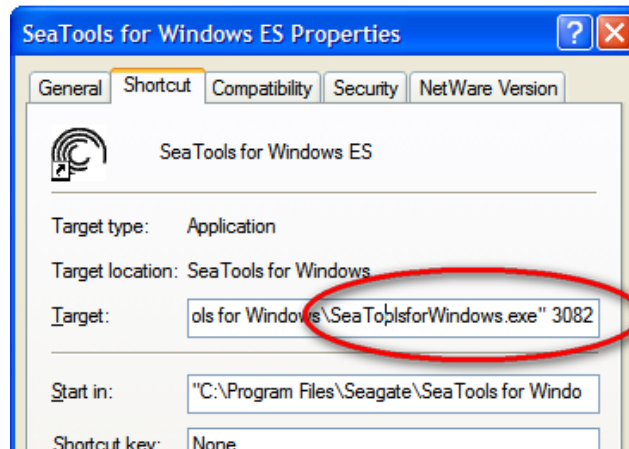 SeaTools for Windows ES Properties
General Shortcut Compatibility Security NetWare Version
SeaTools for Windows ES
Target type: Application
Target location: SeaTools for Windows
Target: ols for Windows\SeaToolsforWindows.exe" 3082
Start in: "C:\Program Files\Seagate\SeaTools for Windo
Shortcut key: None